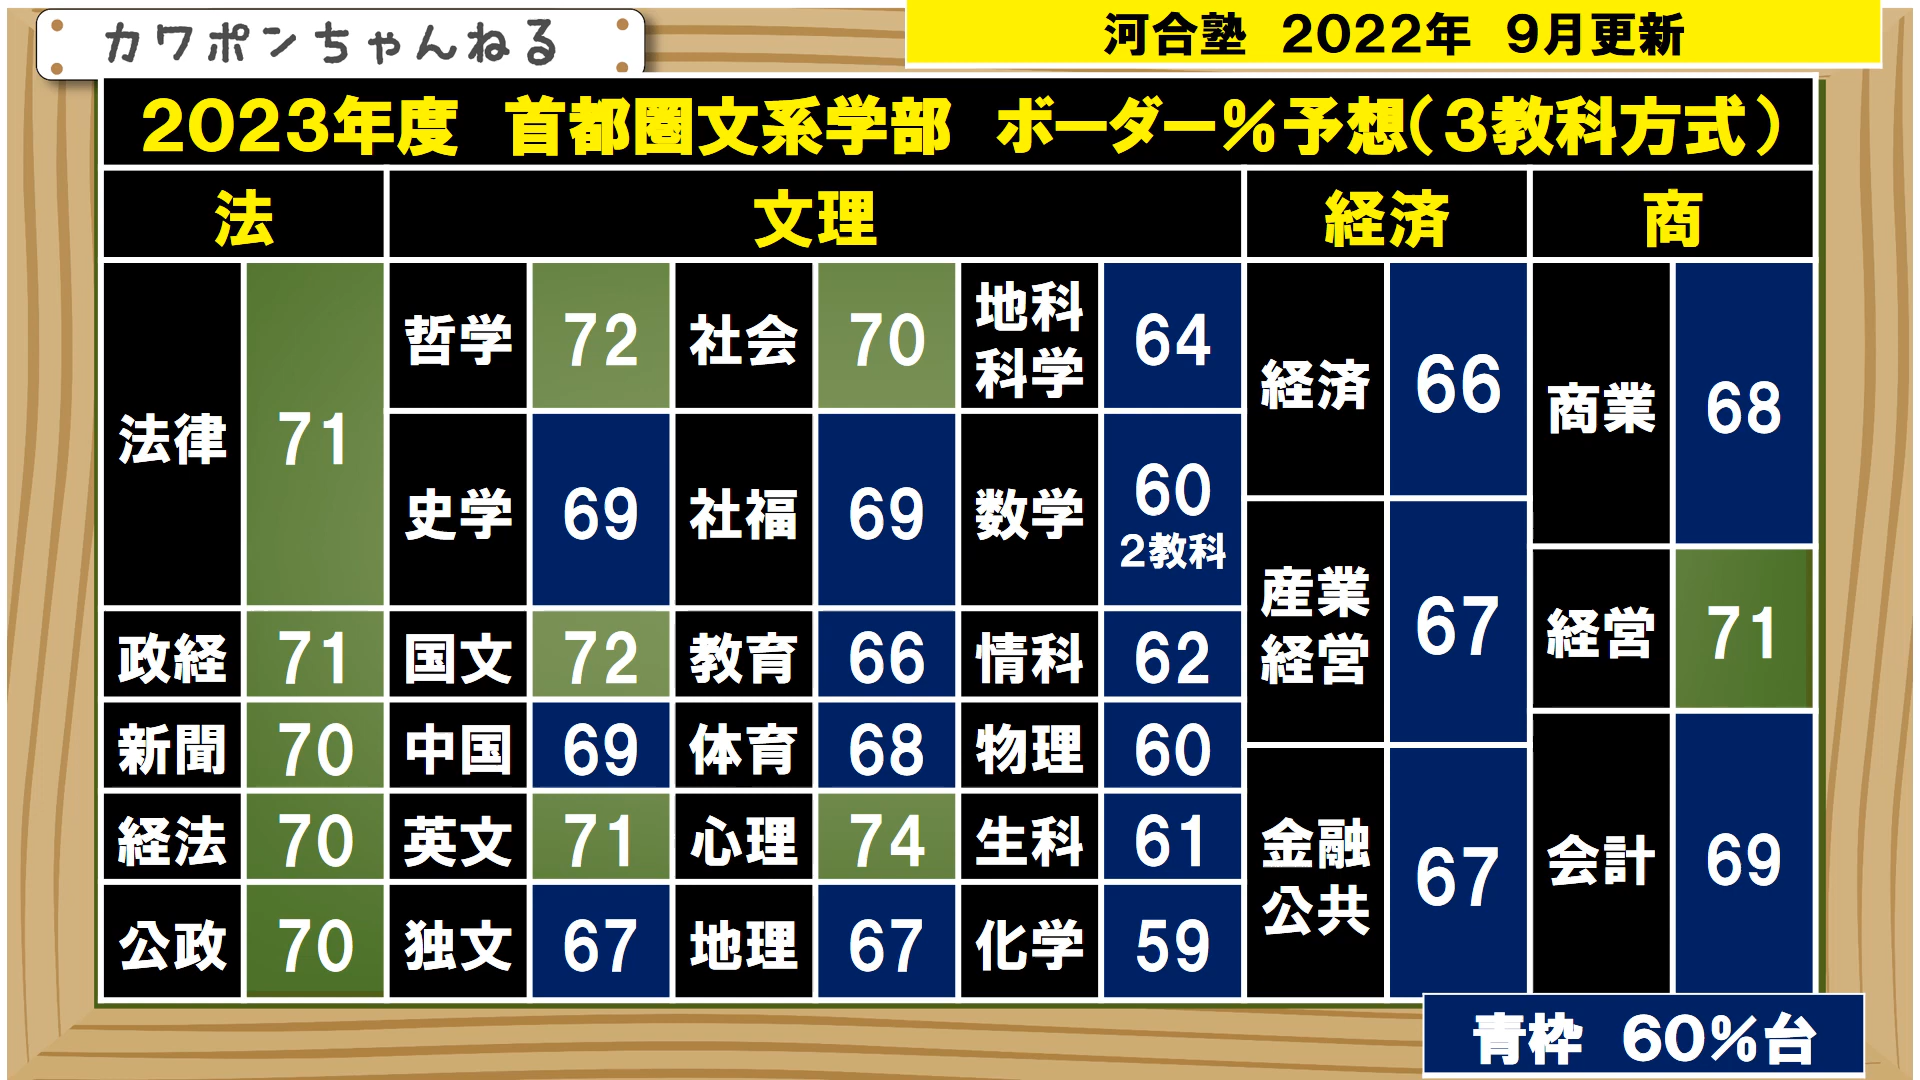 カワポンちゃんねる
河合塾　2022年　9月更新
2023年度　首都圏文系学部　ボーダー%予想(3教科方式)
法
文理
経済
商
法律
71
政経
71
新聞
70
経法
70
公政
70
哲学
72
史学
69
国文
72
中国
69
英文
71
独文
67
社会
70
社福
69
教育
66
体育
68
心理
74
地理
67
地科
科学
64
数学
60
2教科
情科
62
物理
60
生科
61
化学
59
経済
66
産業
経営
67
金融
公共
67
商業
68
経営
71
会計
69
青枠　60%台